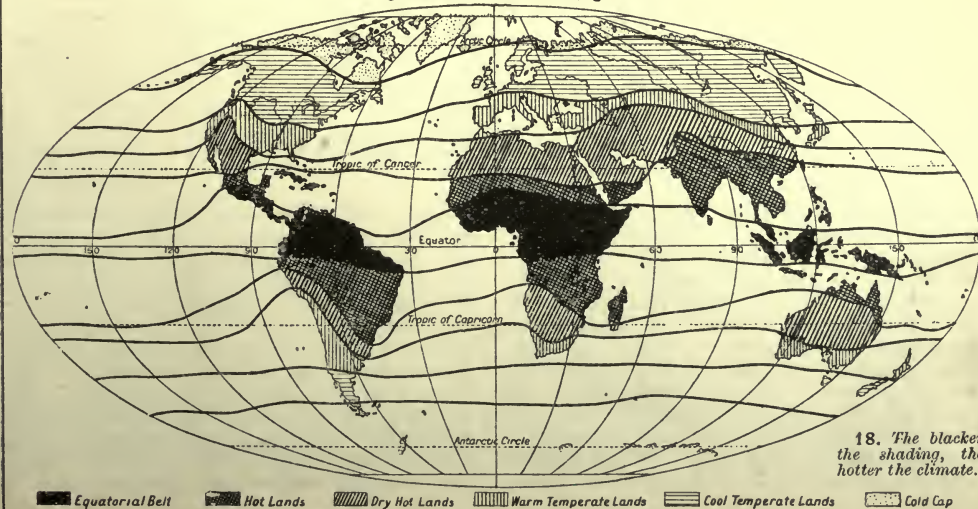 Arctic Circle
Tropic of Cancer
Equator
0
150
120
90
30
0
60
90
150
Tropic of Capricorn
Antarctic Circle
18. The blacke
the shading, the
hotter the climate.
Equatorial Belt
Hot Lands
Dry Hot Lands
Warm Temperate Lands
Cool Temperate Lands
Cold Cap